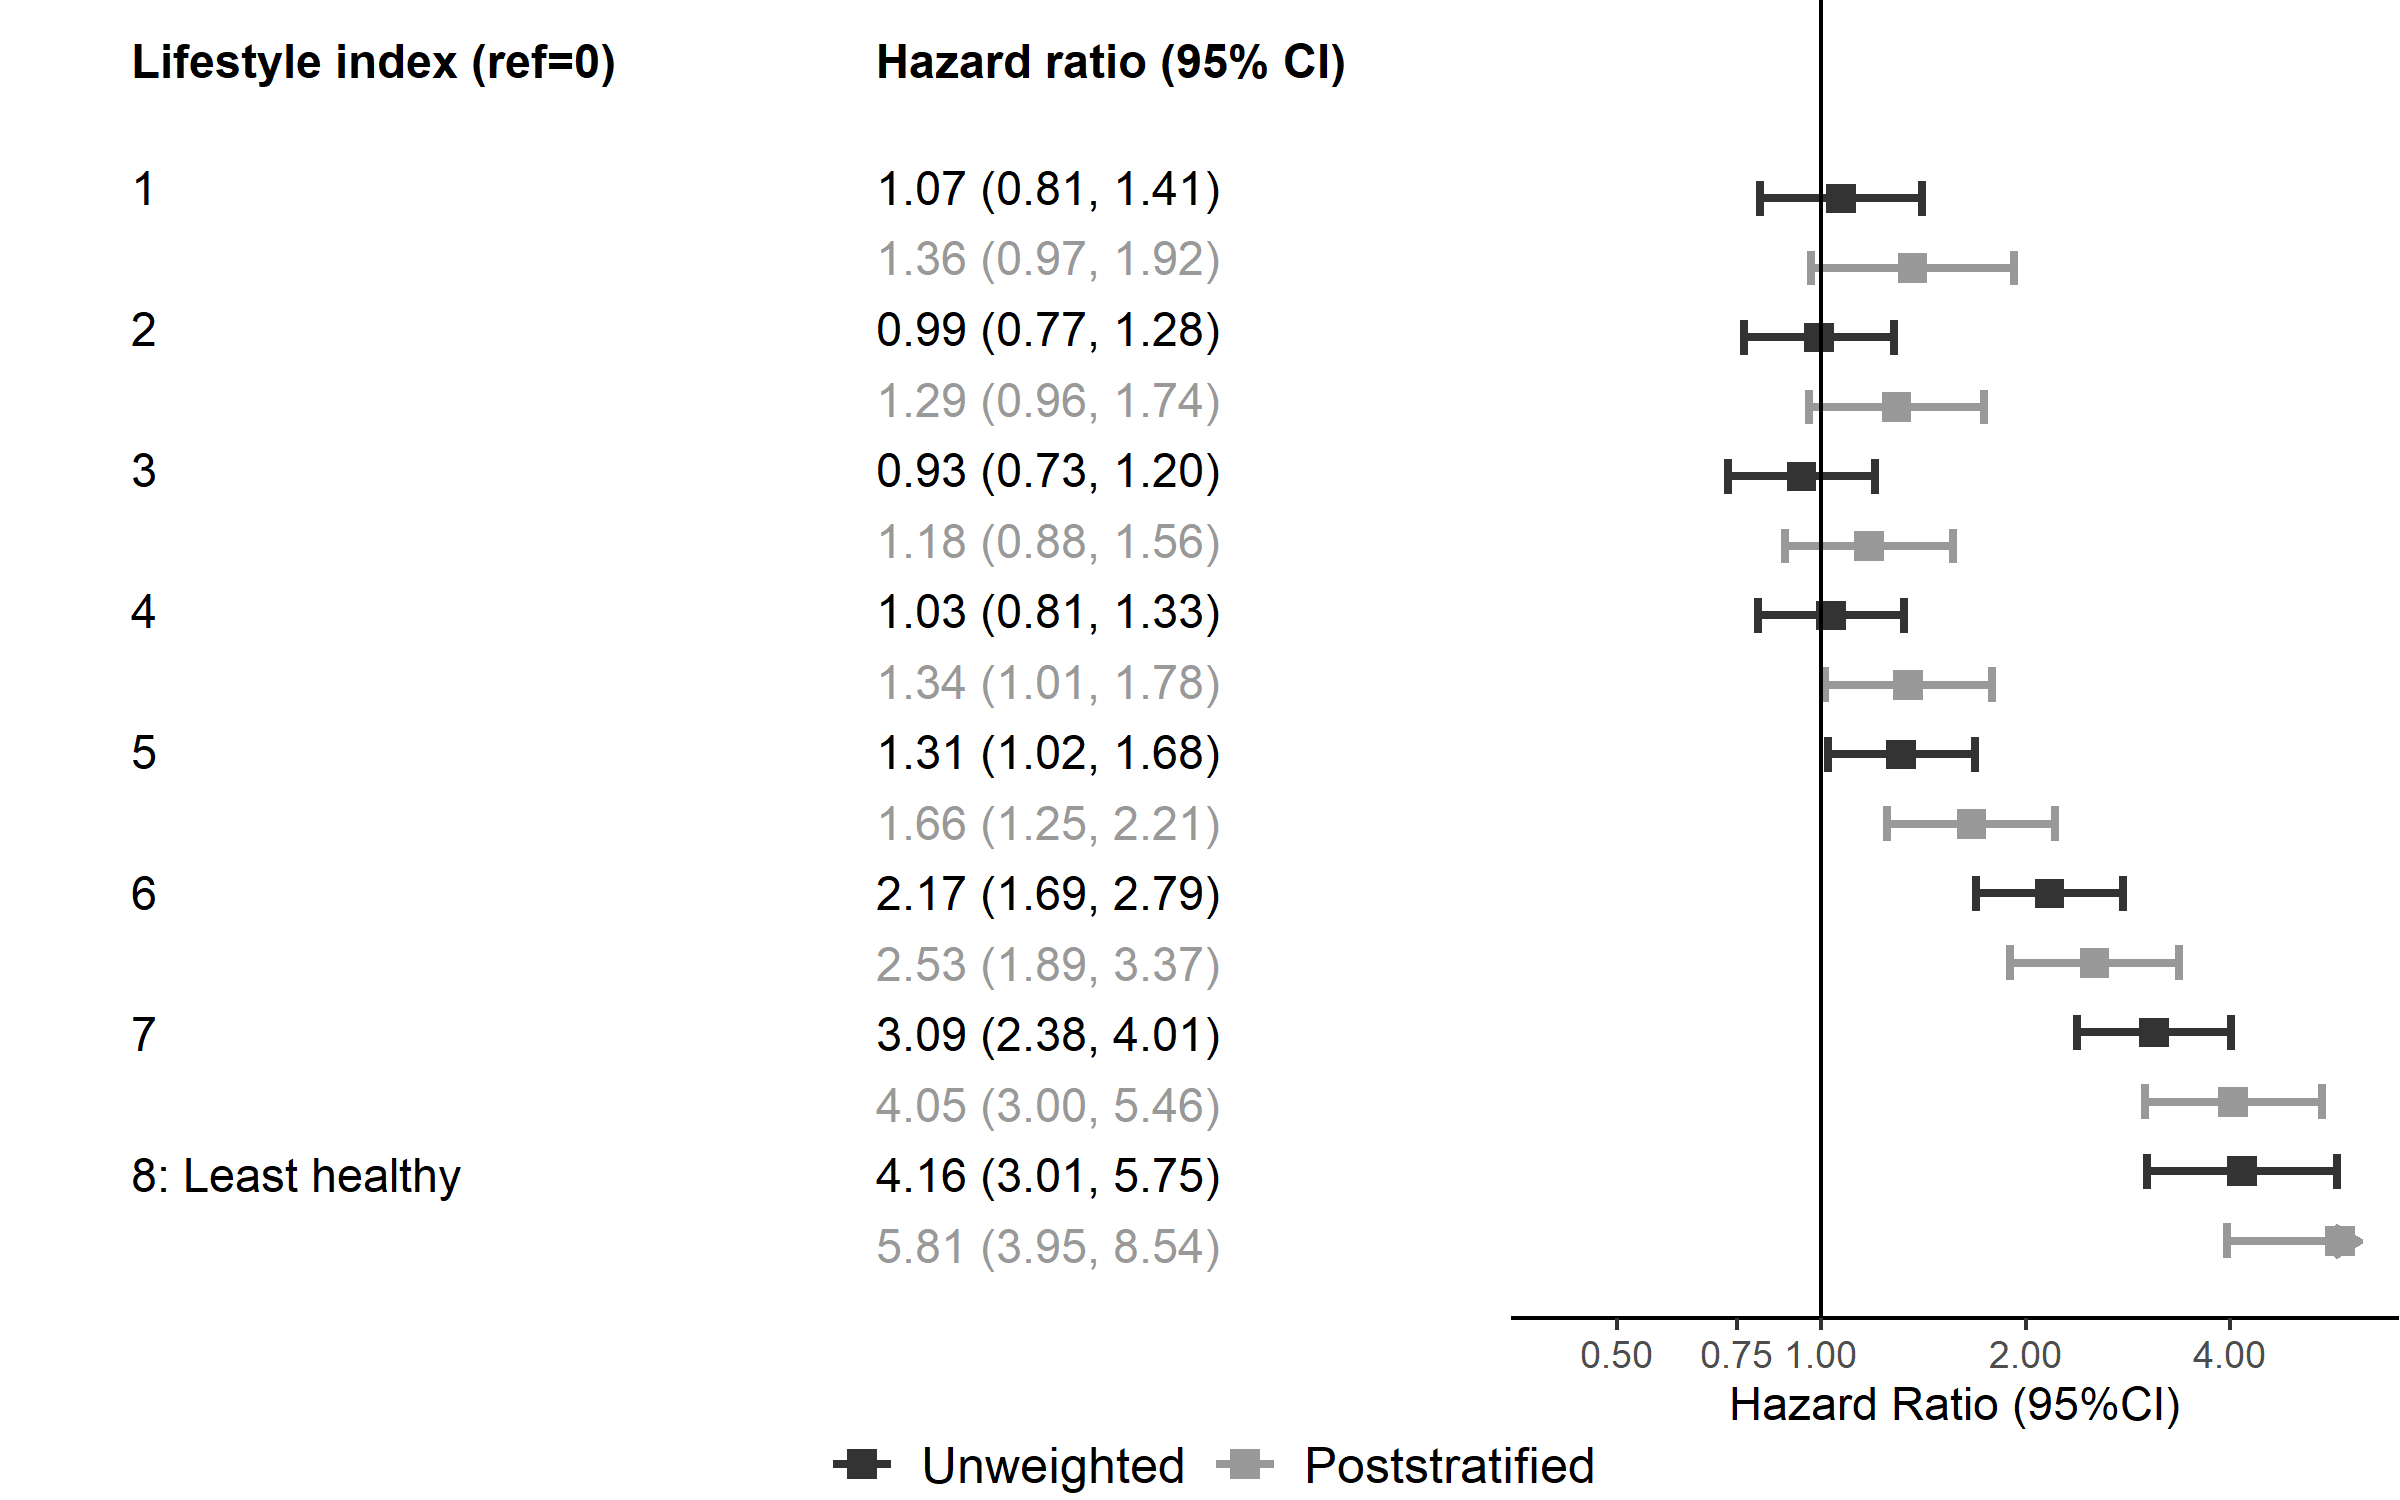 Lifestyle index (ref=0) Hazard ratio (95% CI)
1 1.07 (0.81, 1.41)
1.36 (0.97, 1.92)
2 0.99 (0.77, 1.28)
1.29 (0.96, 1.74)
3 0.93 (0.73, 1.20)
1.18 (0.88, 1.56)
4 1.03 (0.81, 1.33)
1.34 (1.01, 1.78)
5 1.31 (1.02, 1.68)
1.66 (1.25, 2.21)
6 2.17 (1.69, 2.79)
2.53 (1.89, 3.37)
7 3.09 (2.38, 4.01)
4.05 (3.00, 5.46)
8: Least healthy 4.16 (3.01, 5.75)
5.81 (3.95, 8.54)
0.50 0.75 1.00 2.00 4.00
Hazard Ratio (95%CI)
Unweighted Poststratified